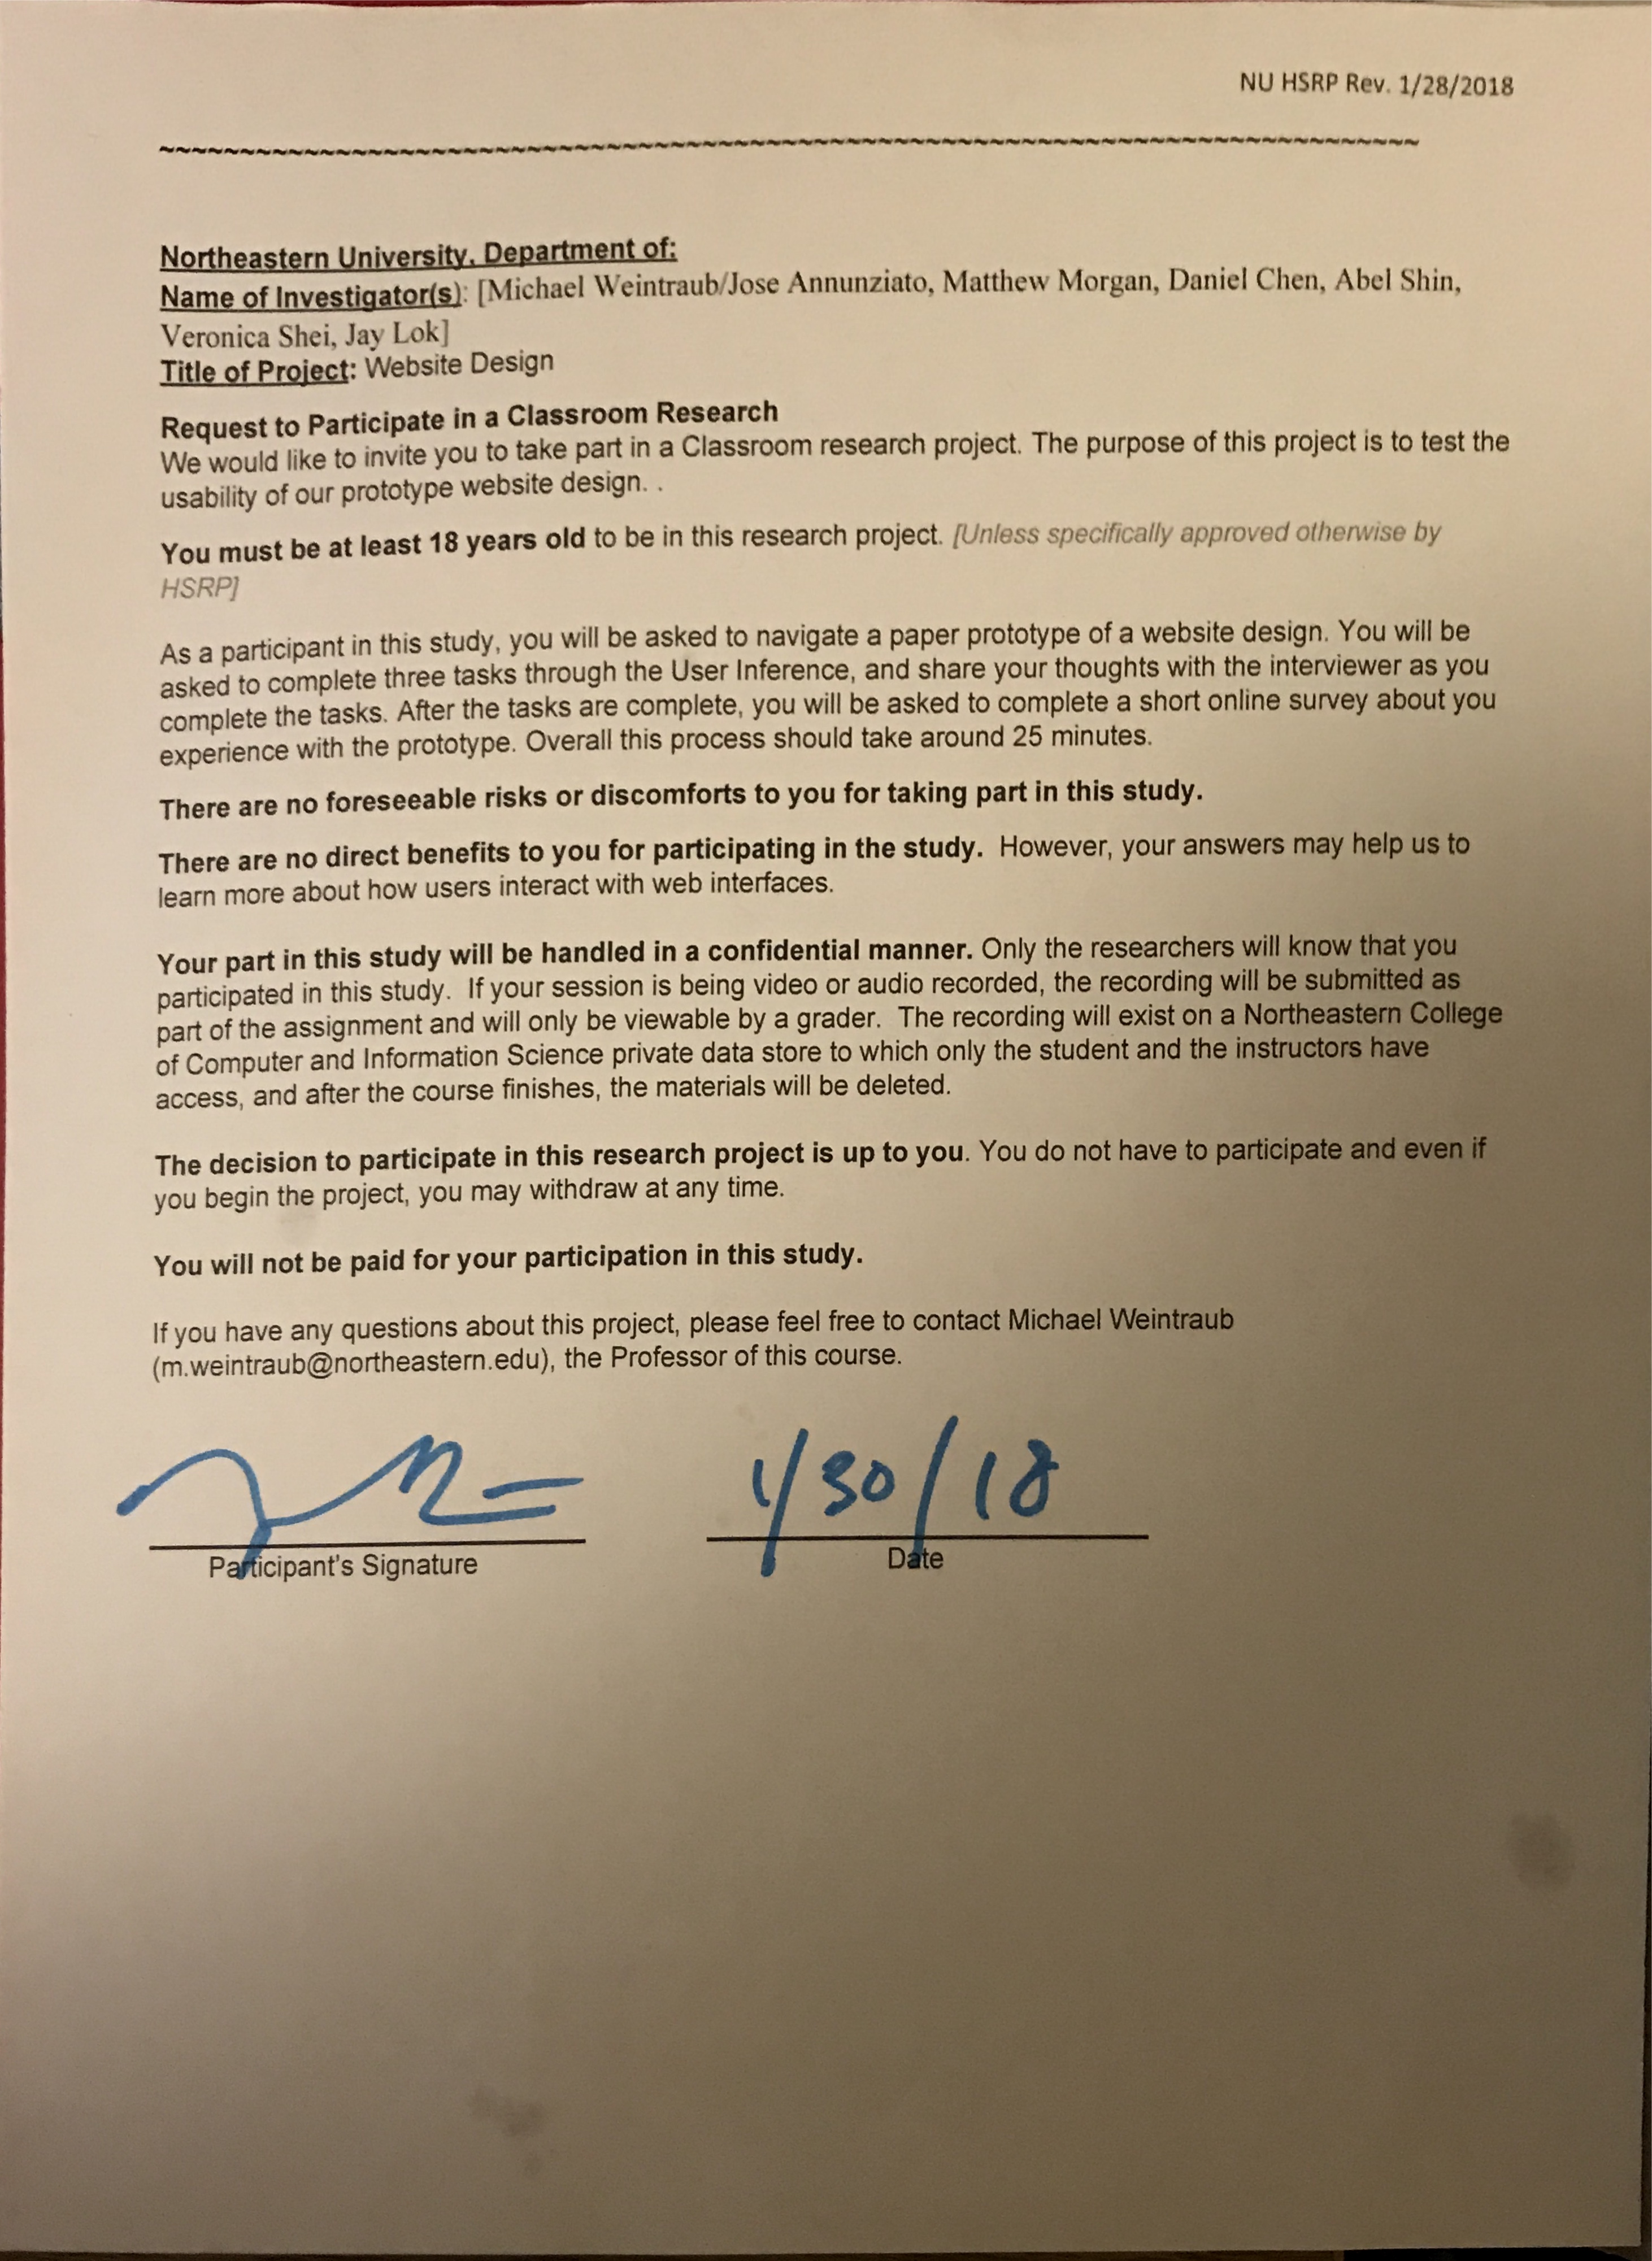 NU HSRP Rev. 1/28/2018
~~~~~~~~~~~~~~~~~~~~~~~~~~~~~~~~~~~~~~~~~~~~~~~~~~~~~~~~~~~~~~~~~~~~~~~~~~~~~~
Northeastern University, Department of:
Name of Investigator(s): [Michael Weintraub/Jose Annunziato, Matthew Morgan, Daniel Chen, Abel Shin,
Veronica Shei, Jay Lok]
Title of Project: Website Design
Request to Participate in a Classroom Research
We would like to invite you to take part in a Classroom research project. The purpose of this project is to test the
usability of our prototype website design. .
You must be at least 18 years old to be in this research project. [Unless specifically approved otherwise by
HSRP]
As a participant in this study, you will be asked to navigate a paper prototype of a website design. You will be
asked to complete three tasks through the User Inference, and share your thoughts with the interviewer as you
complete the tasks. After the tasks are complete, you will be asked to complete a short online survey about you
experience with the prototype. Overall this process should take around 25 minutes.
There are no foreseeable risks or discomforts to you for taking part in this study.
There are no direct benefits to you for participating in the study. However, your answers may help us to
learn more about how users interact with web interfaces.
Your part in this study will be handled in a confidential manner. Only the researchers will know that you
participated in this study. If your session is being video or audio recorded, the recording will be submitted as
part of the assignment and will only be viewable by a grader. The recording will exist on a Northeastern College
of Computer and Information Science private data store to which only the student and the instructors have
access, and after the course finishes, the materials will be deleted.
The decision to participate in this research project is up to you. You do not have to participate and even if
you begin the project, you may withdraw at any time.
You will not be paid for your participation in this study.
If you have any questions about this project, please feel free to contact Michael Weintraub
(m.weintraub@northeastern.edu), the Professor of this course.
1/30/18
Participant's Signature Date